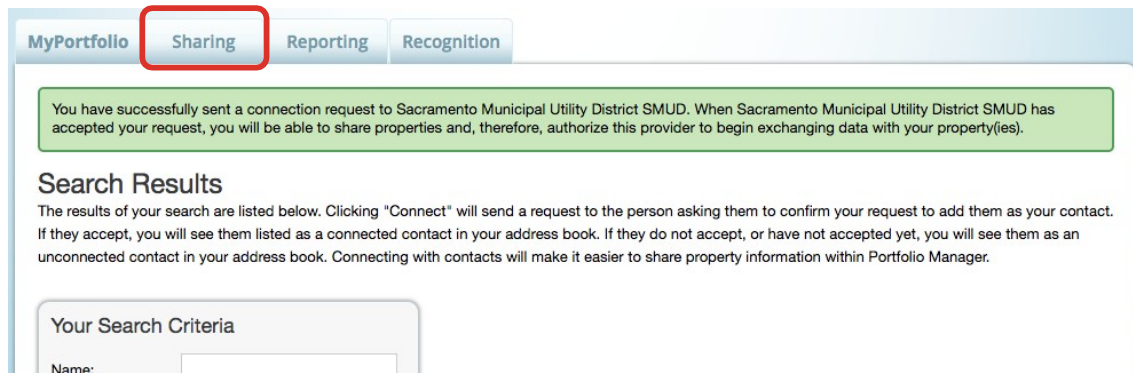 MyPortfolio Sharing Reporting Recognition
You have successfully sent a connection request to Sacramento Municipal Utility District SMUD. When Sacramento Municipal Utility District SMUD has
accepted your request, you will be able to share properties and, therefore, authorize this provider to begin exchanging data with your property(ies).
Search Results
The results of your search are listed below. Clicking "Connect" will send a request to the person asking them to confirm your request to add them as your contact.
If they accept, you will see them listed as a connected contact in your address book. If they do not accept, or have not accepted yet, you will see them as an
unconnected contact in your address book. Connecting with contacts will make it easier to share property information within Portfolio Manager.
Your Search Criteria
Name: